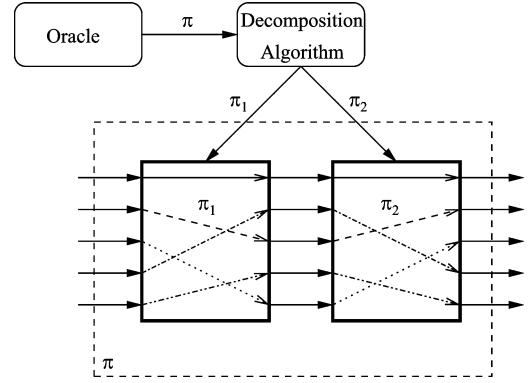 Oracle
π
Decomposition
Algorithm
π1
π2
π1
π2
π